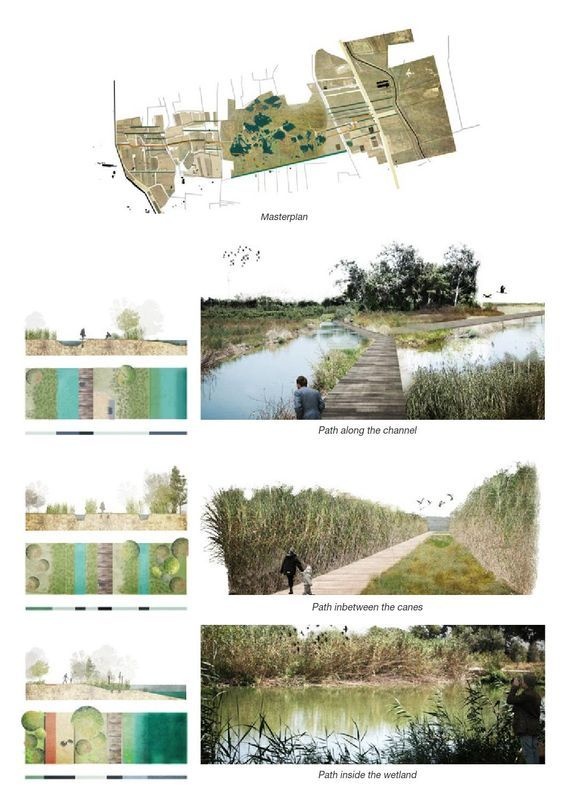 Masterplan
Path along the channel
Path inbetween the canes
Path inside the wetland